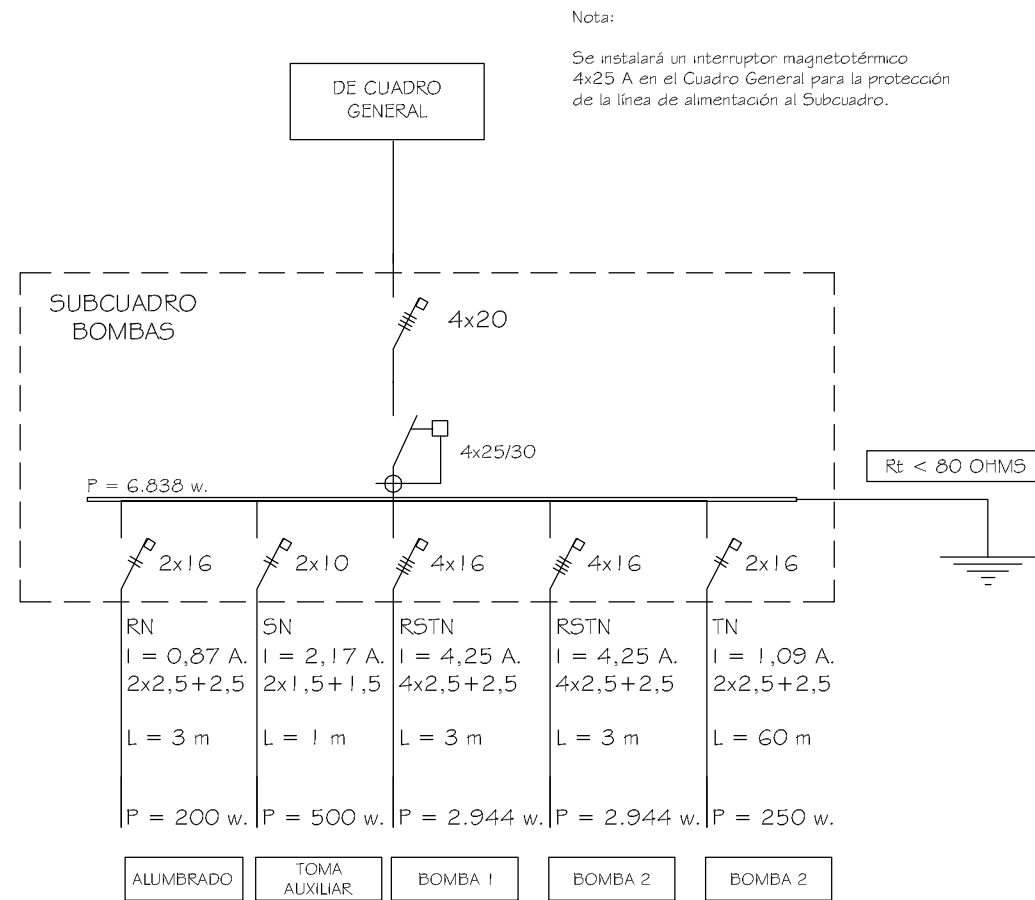 Nota:
Se instalará un interruptor magnetotérmico
4x25 A en el Cuadro General para la protección
de la línea de alimentación al Subcuadro.
DE CUADRO
GENERAL
SUBCUADRO
BOMBAS
4x20
4x25/30
Rt < 80 OHMS
P = 6.838 w.
2x16
2x10
4x16
4x16
2x16
RN
I = 0,87 A.
2x2,5+2,5
L = 3 m
P = 200 w.
ALUMBRADO
SN
I = 2,17 A.
2x1,5+1,5
L = 1 m
P = 500 w.
TOMA
AUXILIAR
RSTN
I = 4,25 A.
4x2,5+2,5
L = 3 m
P = 2.944 w.
BOMBA 1
RSTN
I = 4,25 A.
4x2,5+2,5
L = 3 m
P = 2.944 w.
BOMBA 2
TN
I = 1,09 A.
2x2,5+2,5
L = 60 m
P = 250 w.
BOMBA 2